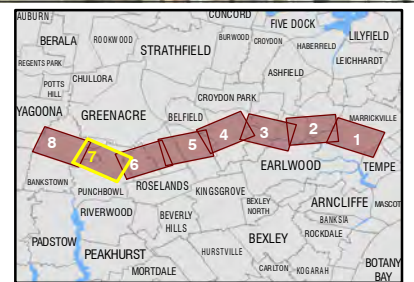 AUBURN
CONCORD
FIVE DOCK
BERALA
ROOKWOOD
STRATHFIELD
BURWOOD
CROYDON
HABERFIELD
LILYFIELD
REGENTS PARK
LEICHHARDT
POTTS
HILL
CHULLORA
ASHFIELD
YAGOONA
GREENACRE
CROYDON PARK
BELFIELD
MARRICKVILLE
8
7
6
5
4
3
2
1
BANKSTOWN
PUNCHBOWL
ROSELANDS
KINGSGROVE
EARLWOOD
TEMPE
RIVERWOOD
BEVERLY
HILLS
BEXLEY
NORTH
ARNCLIFFE
MASCOT
BANKSIA
ROCKDALE
PADSTOW
PEAKHURST
HURSTVILLE
BEXLEY
BOTANY
BAY
MORTDALE
CARLTON
KOGARAH